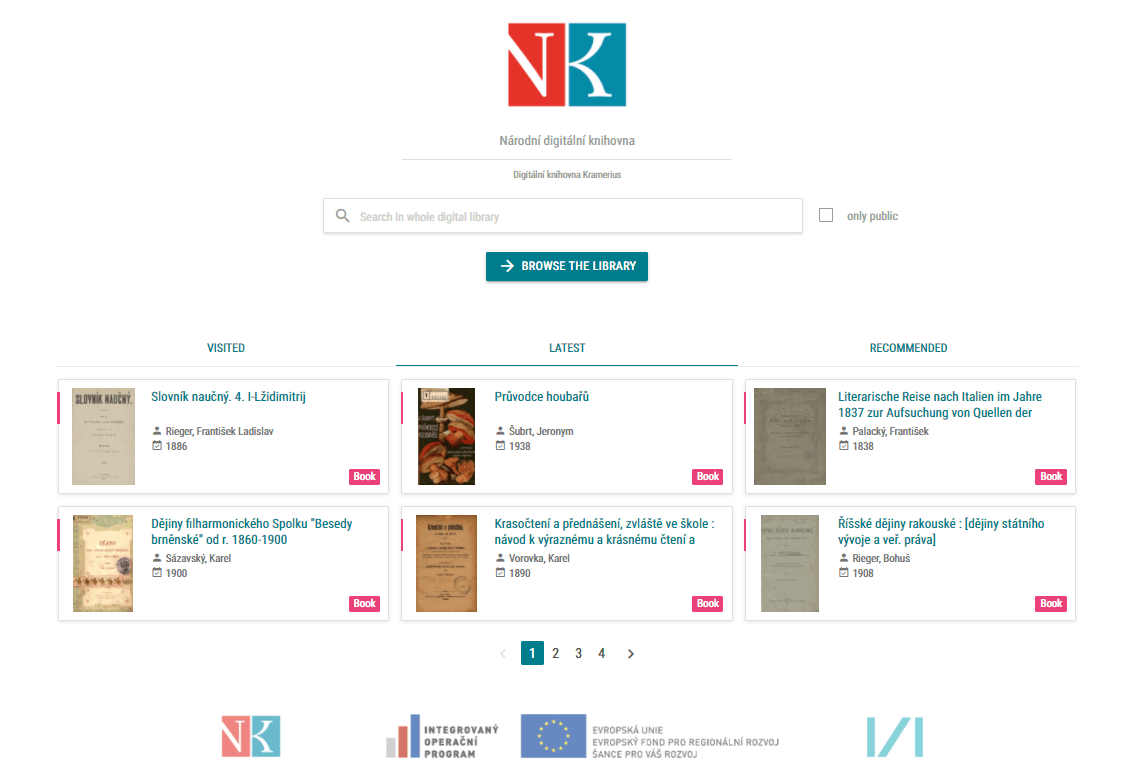 NK
Národní digitální knihovna
Digitální knihovna Kramerius
Search in whole digital library
only public
BROWSE THE LIBRARY
VISITED
LATEST
RECOMMENDED
SLOVNÍK NAUČNÝ.
Slovník naučný. 4. I-Lžidimitrij
Rieger, František Ladislav
1886
Book
PRŮVODCE
HOUBAŘŮ
Průvodce houbařů
Šubrt, Jeronym
1938
Book
Literarische Reise nach Italien im Jahre
1837 zur Aufsuchung von Quellen der
Palacký, František
1838
Book
DĚJINY
Dějiny filharmonického Spolku "Besedy
brněnské" od r. 1860-1900
Sázavský, Karel
1900
Book
Krasočtení a přednášení, zvláště ve škole :
návod k výraznému a krásnému čtení a
Vorovka, Karel
1890
Book
Říšské dějiny rakouské : [dějiny státního
vývoje a veř. práva]
Rieger, Bohuš
1908
Book
1 2 3 4
NK
INTEGROVANÝ
OPERAČNÍ
PROGRAM
EVROPSKÁ UNIE
EVROPSKÝ FOND PRO REGIONÁLNÍ ROZVOJ
ŠANCE PRO VÁŠ ROZVOJ